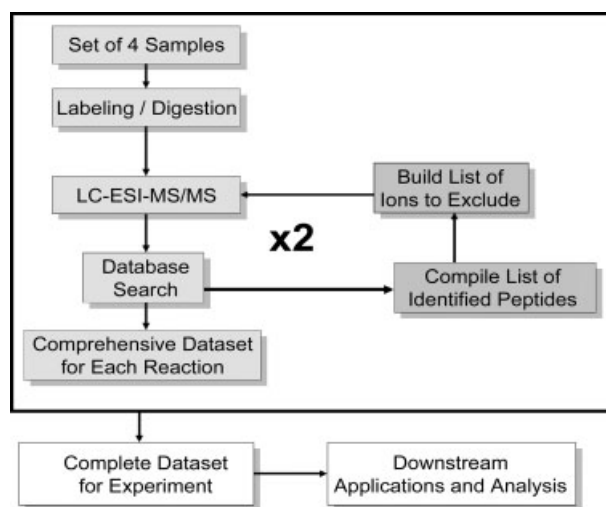 Set of 4 Samples
Labeling / Digestion
LC-ESI-MS/MS
Build List of
Ions to Exclude
x2
Database
Search
Compile List of
Identified Peptides
Comprehensive Dataset
for Each Reaction
Complete Dataset
for Experiment
Downstream
Applications and Analysis